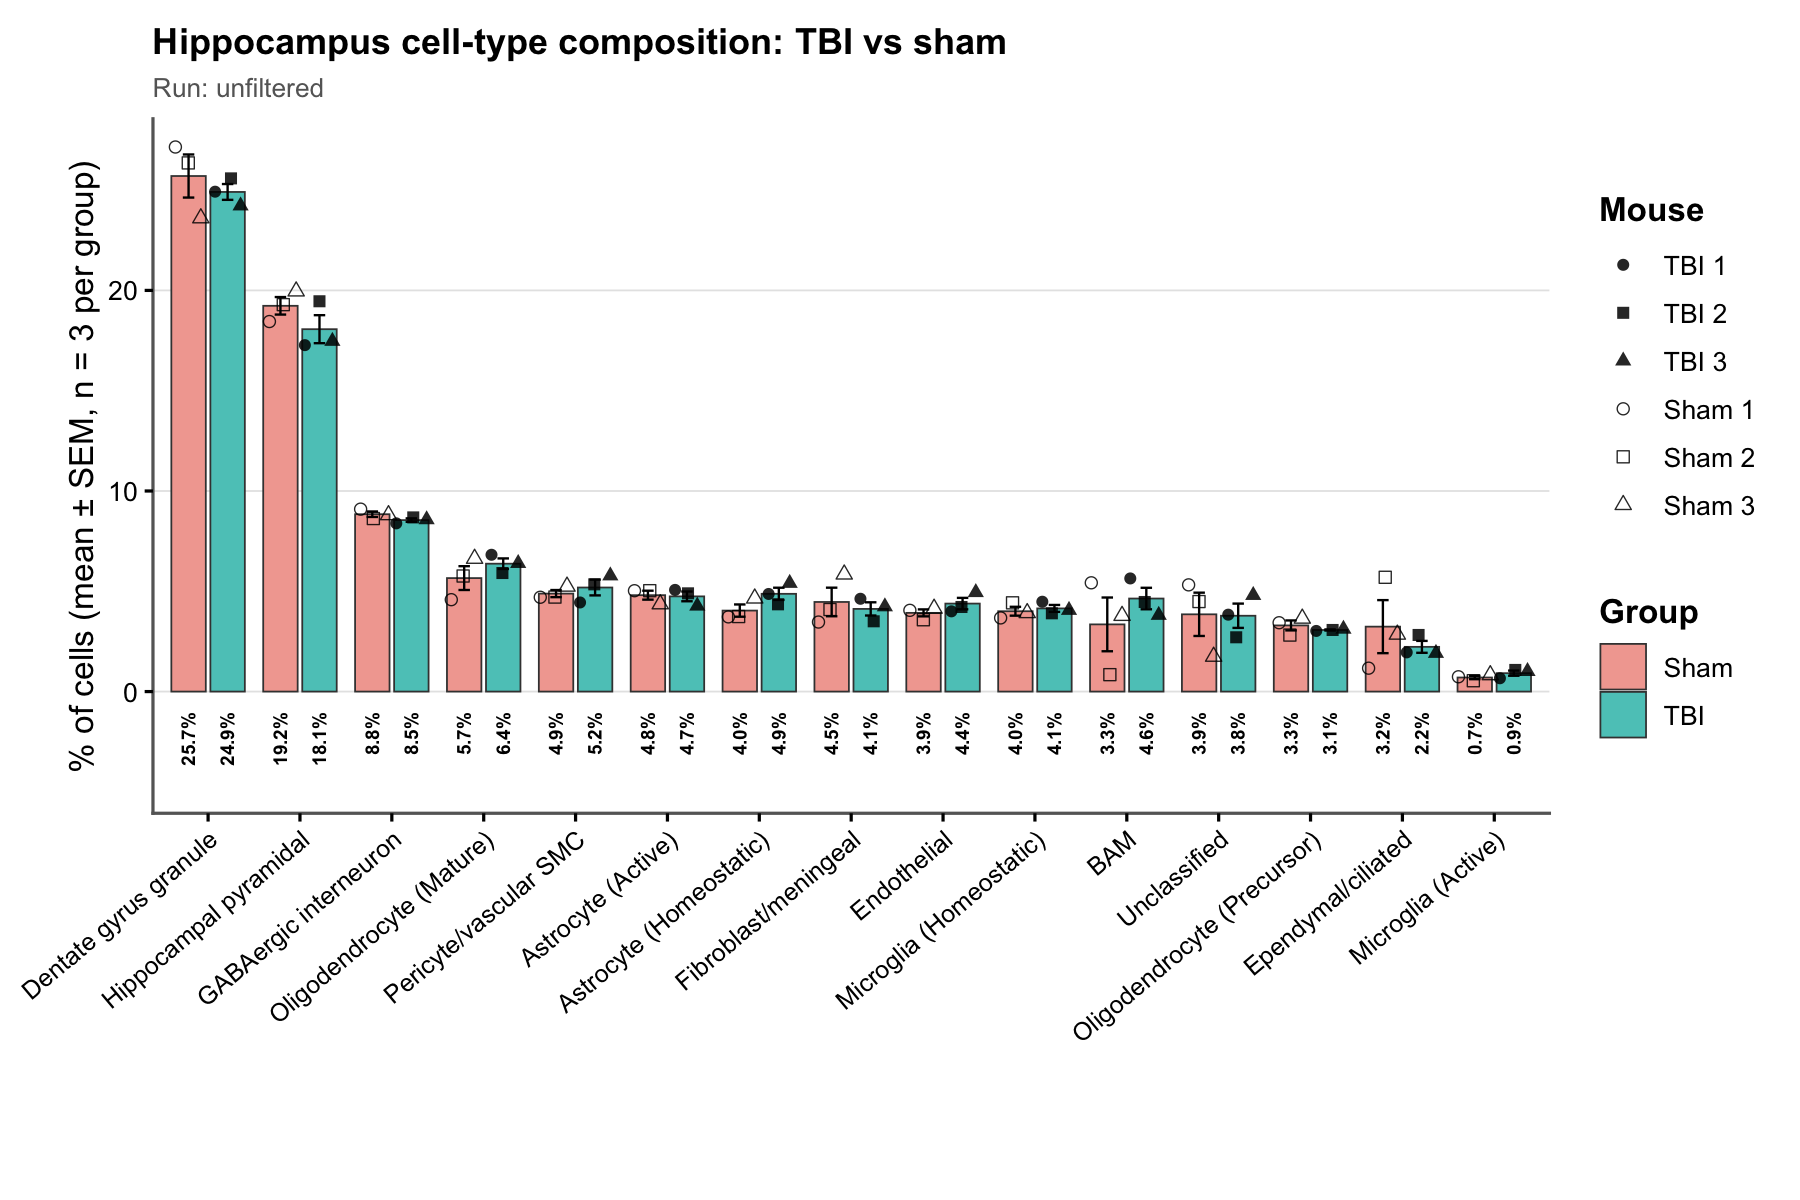 Hippocampus cell-type composition: TBI vs sham
Run: unfiltered
% of cells (mean ± SEM, n = 3 per group)
20
10
0
25.7%
24.9%
19.2%
18.1%
8.8%
8.5%
5.7%
6.4%
4.9%
5.2%
4.8%
4.7%
4.0%
4.9%
4.5%
4.1%
3.9%
4.4%
4.0%
4.1%
3.3%
4.6%
3.9%
3.8%
3.3%
3.1%
3.2%
2.2%
0.7%
0.9%
Dentate gyrus granule
Hippocampal pyramidal
GABAergic interneuron
Oligodendrocyte (Mature)
Pericyte/vascular SMC
Astrocyte (Active)
Astrocyte (Homeostatic)
Fibroblast/meningeal
Endothelial
Microglia (Homeostatic)
BAM
Unclassified
Oligodendrocyte (Precursor)
Ependymal/ciliated
Microglia (Active)
Mouse
TBI 1
TBI 2
TBI 3
Sham 1
Sham 2
Sham 3
Group
Sham
TBI